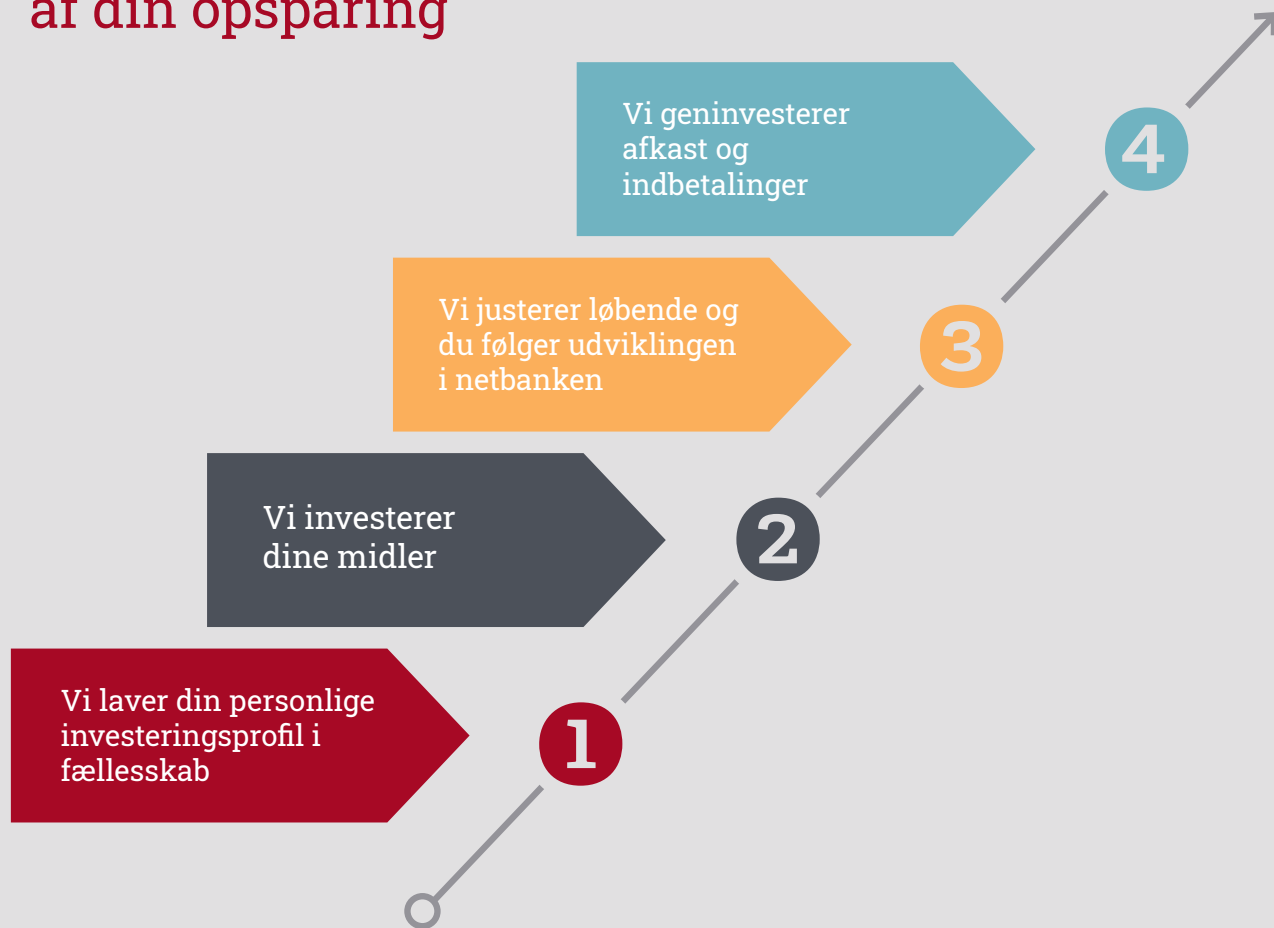 af din opsparing
Vi geninvesterer
afkast og
indbetalinger
4
Vi justerer løbende og
du følger udviklingen
i netbanken
3
Vi investerer
dine midler
2
Vi laver din personlige
investeringsprofil i
fællesskab
1